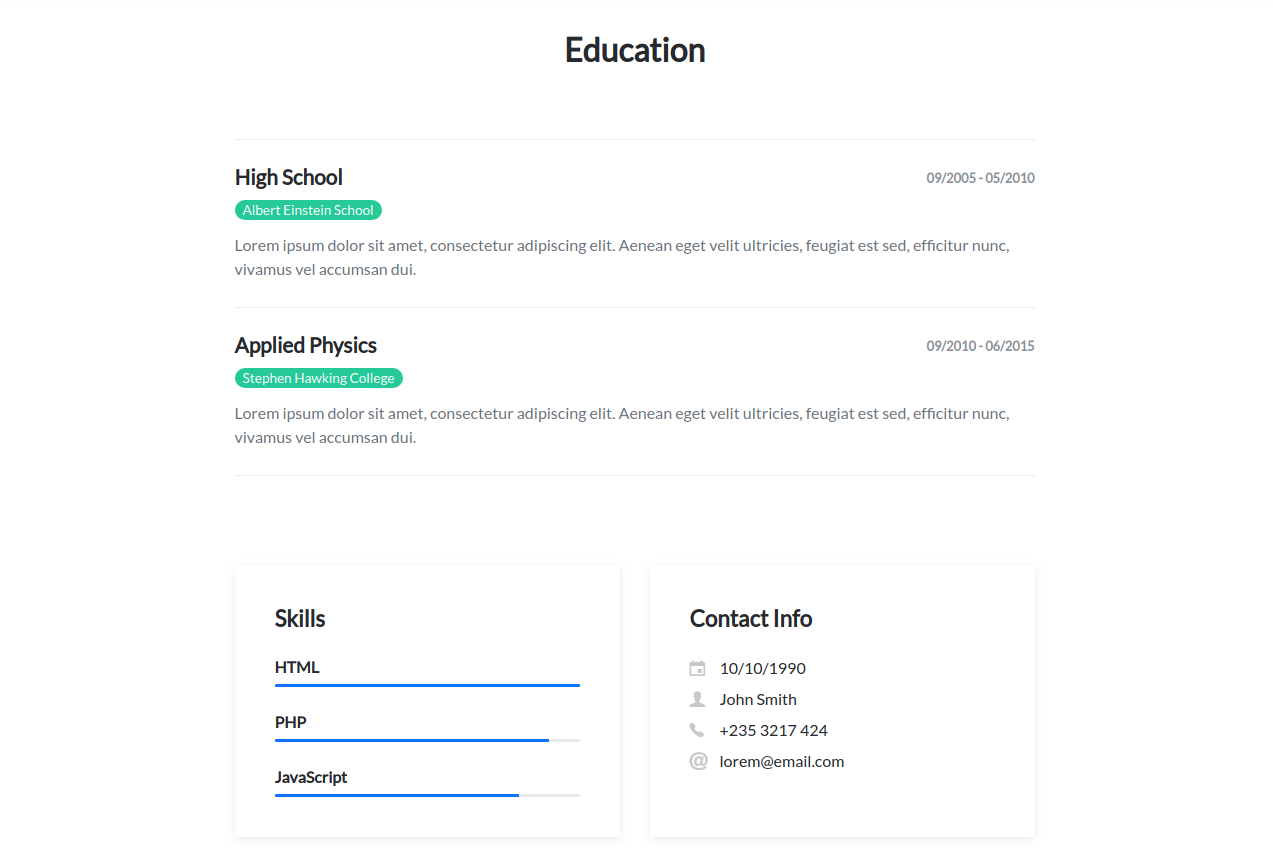 Education
High School
09/2005 - 05/2010
Albert Einstein School
Lorem ipsum dolor sit amet, consectetur adipiscing elit. Aenean eget velit ultricies, feugiat est sed, efficitur nunc,
vivamus vel accumsan dui.
Applied Physics
09/2010 - 06/2015
Stephen Hawking College
Lorem ipsum dolor sit amet, consectetur adipiscing elit. Aenean eget velit ultricies, feugiat est sed, efficitur nunc,
vivamus vel accumsan dui.
Skills
HTML
PHP
JavaScript
Contact Info
10/10/1990
John Smith
+235 3217 424
lorem@email.com